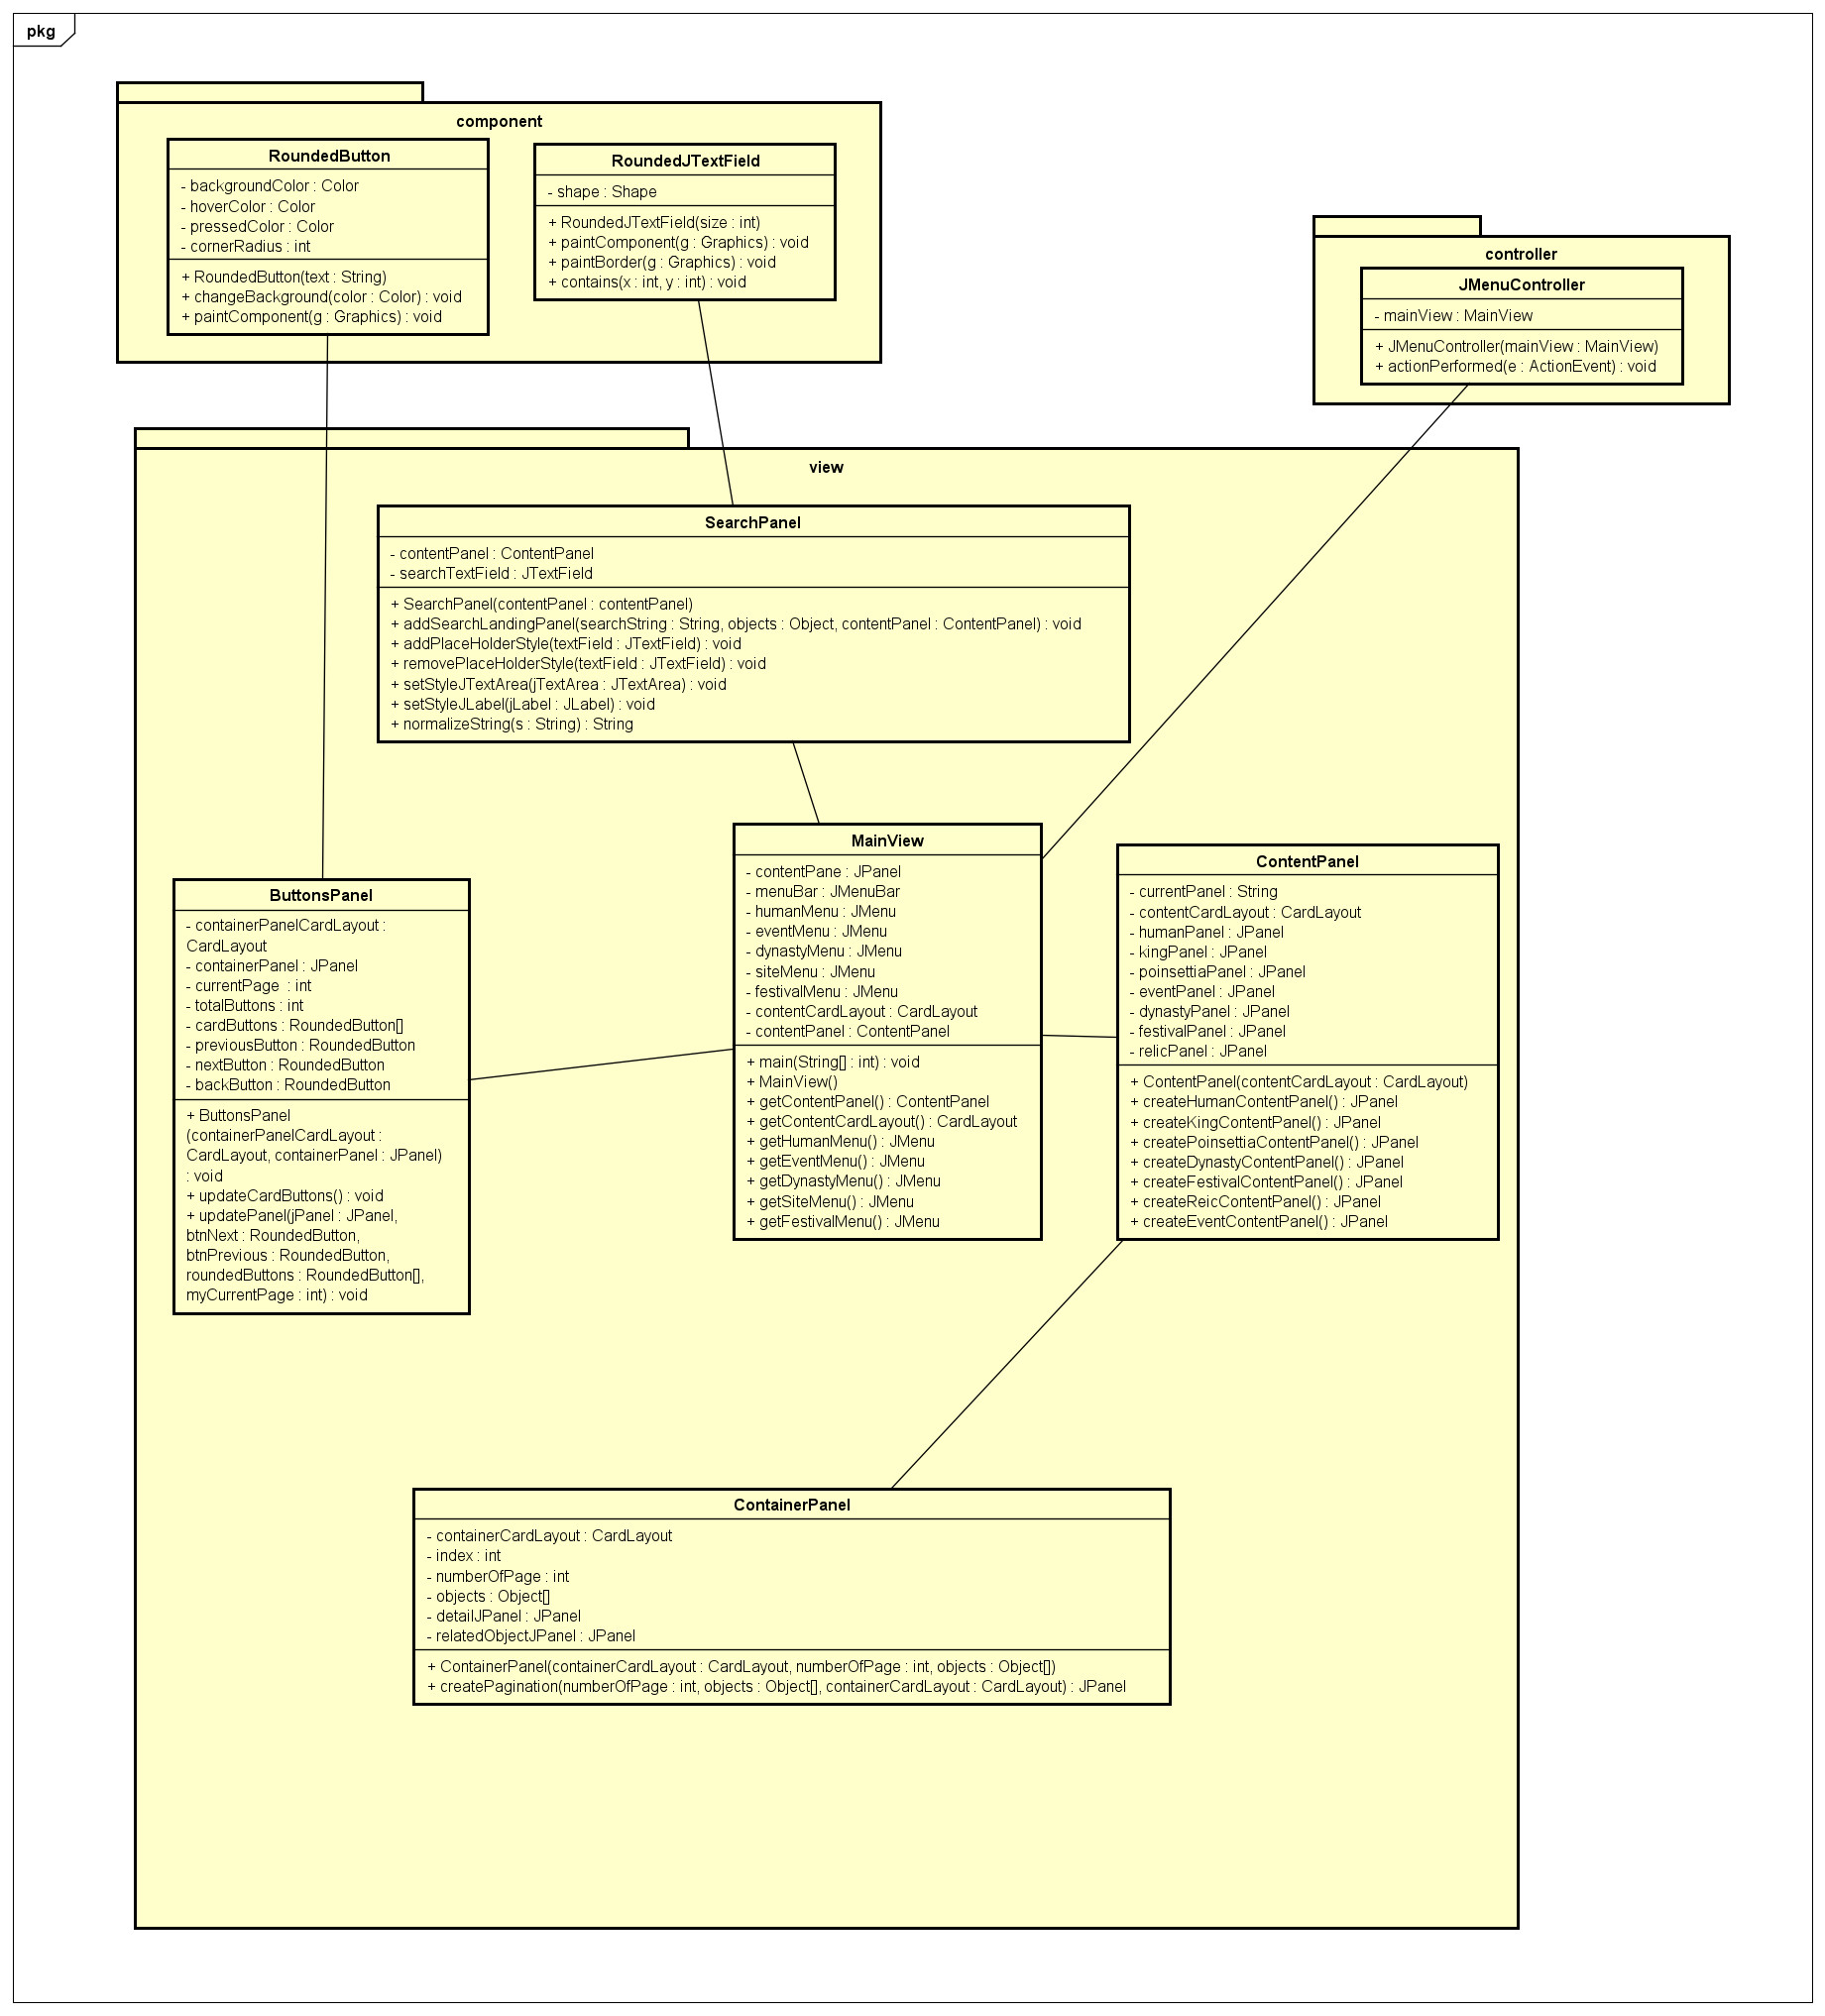 pkg
component
RoundedButton
- backgroundColor : Color
- hoverColor : Color
- pressedColor : Color
- cornerRadius : int
+ RoundedButton(text : String)
+ changeBackground(color : Color) : void
+ paintComponent(g : Graphics) : void
RoundedJTextField
- shape : Shape
+ RoundedJTextField(size : int)
+ paintComponent(g : Graphics) : void
+ paintBorder(g : Graphics) : void
+ contains(x : int, y : int) : void
controller
JMenuController
- mainView : MainView
+ JMenuController(mainView : MainView)
+ actionPerformed(e : ActionEvent) : void
view
SearchPanel
- contentPanel : ContentPanel
- searchTextField : JTextField
+ SearchPanel(contentPanel : contentPanel)
+ addSearchLandingPanel(searchString : String, objects : Object, contentPanel : ContentPanel) : void
+ addPlaceHolderStyle(textField : JTextField) : void
+ removePlaceHolderStyle(textField : JTextField) : void
+ setStyleJTextArea(jTextArea : JTextArea) : void
+ setStyleJLabel(jLabel : JLabel) : void
+ normalizeString(s : String) : String
ButtonsPanel
- containerPanelCardLayout :
CardLayout
- containerPanel : JPanel
- currentPage  : int
- totalButtons : int
- cardButtons : RoundedButton[]
- previousButton : RoundedButton
- nextButton : RoundedButton
- backButton : RoundedButton
+ ButtonsPanel
(containerPanelCardLayout :
CardLayout, containerPanel : JPanel)
: void
+ updateCardButtons() : void
+ updatePanel(jPanel : JPanel,
btnNext : RoundedButton,
btnPrevious : RoundedButton,
roundedButtons : RoundedButton[],
myCurrentPage : int) : void
MainView
- contentPane : JPanel
- menuBar : JMenuBar
- humanMenu : JMenu
- eventMenu : JMenu
- dynastyMenu : JMenu
- siteMenu : JMenu
- festivalMenu : JMenu
- contentCardLayout : CardLayout
- contentPanel : ContentPanel
+ main(String[] : int) : void
+ MainView()
+ getContentPanel() : ContentPanel
+ getContentCardLayout() : CardLayout
+ getHumanMenu() : JMenu
+ getEventMenu() : JMenu
+ getDynastyMenu() : JMenu
+ getSiteMenu() : JMenu
+ getFestivalMenu() : JMenu
ContentPanel
- currentPanel : String
- contentCardLayout : CardLayout
- humanPanel : JPanel
- kingPanel : JPanel
- poinsettiaPanel : JPanel
- eventPanel : JPanel
- dynastyPanel : JPanel
- festivalPanel : JPanel
- relicPanel : JPanel
+ ContentPanel(contentCardLayout : CardLayout)
+ createHumanContentPanel() : JPanel
+ createKingContentPanel() : JPanel
+ createPoinsettiaContentPanel() : JPanel
+ createDynastyContentPanel() : JPanel
+ createFestivalContentPanel() : JPanel
+ createReicContentPanel() : JPanel
+ createEventContentPanel() : JPanel
ContainerPanel
- containerCardLayout : CardLayout
- index : int
- numberOfPage : int
- objects : Object[]
- detailJPanel : JPanel
- relatedObjectJPanel : JPanel
+ ContainerPanel(containerCardLayout : CardLayout, numberOfPage : int, objects : Object[])
+ createPagination(numberOfPage : int, objects : Object[], containerCardLayout : CardLayout) : JPanel